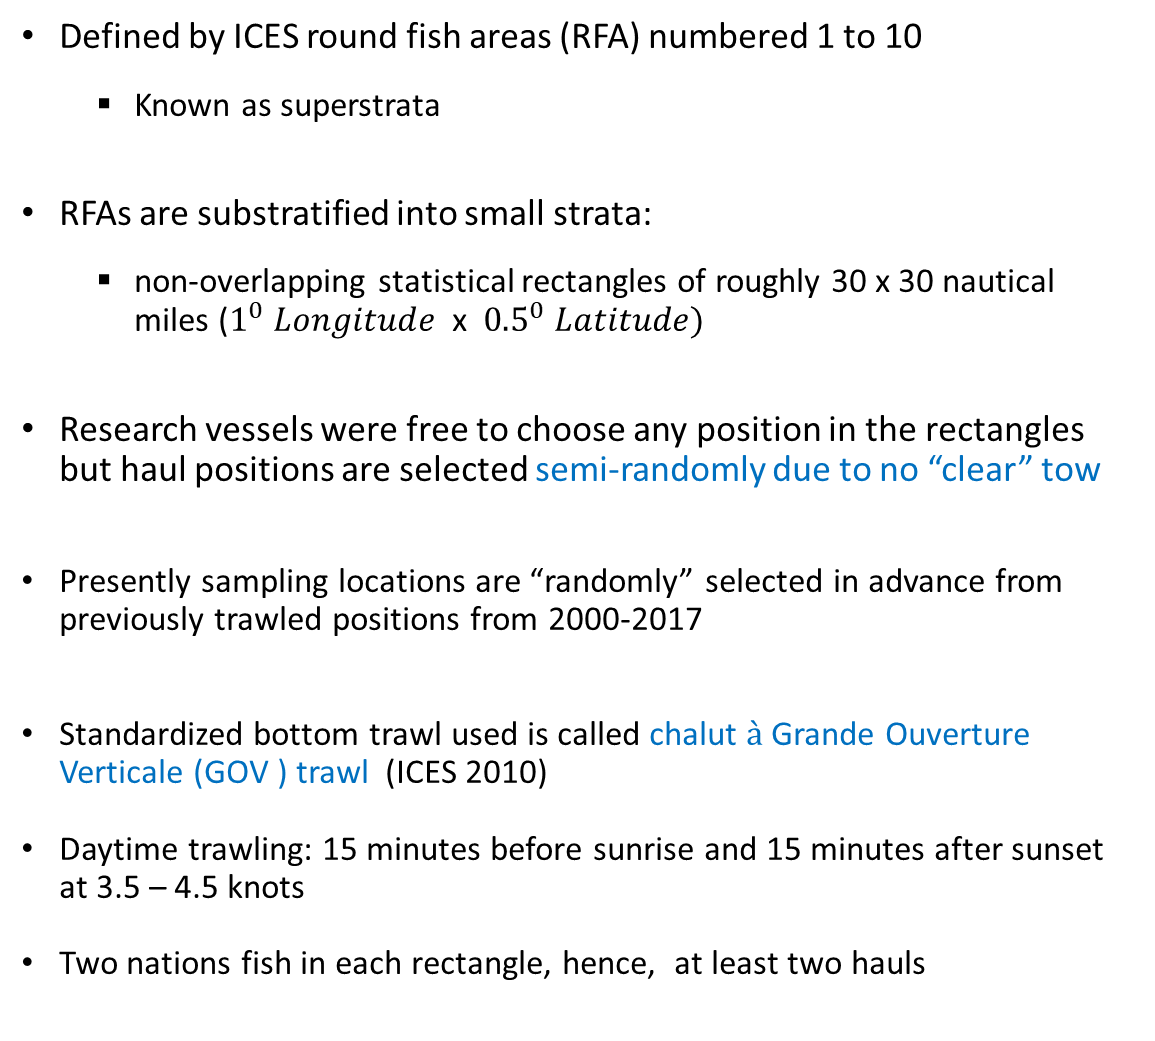 • Defined by ICES round fish areas (RFA) numbered 1 to 10
▪ Known as superstrata
• RFAs are substratified into small strata:
▪ non-overlapping statistical rectangles of roughly 30 x 30 nautical
miles (1⁰ Longitude x 0.5⁰ Latitude)
• Research vessels were free to choose any position in the rectangles
but haul positions are selected semi-randomly due to no “clear” tow
• Presently sampling locations are “randomly” selected in advance from
previously trawled positions from 2000-2017
• Standardized bottom trawl used is called chalut à Grande Ouverture
Verticale (GOV ) trawl (ICES 2010)
• Daytime trawling: 15 minutes before sunrise and 15 minutes after sunset
at 3.5 – 4.5 knots
• Two nations fish in each rectangle, hence, at least two hauls